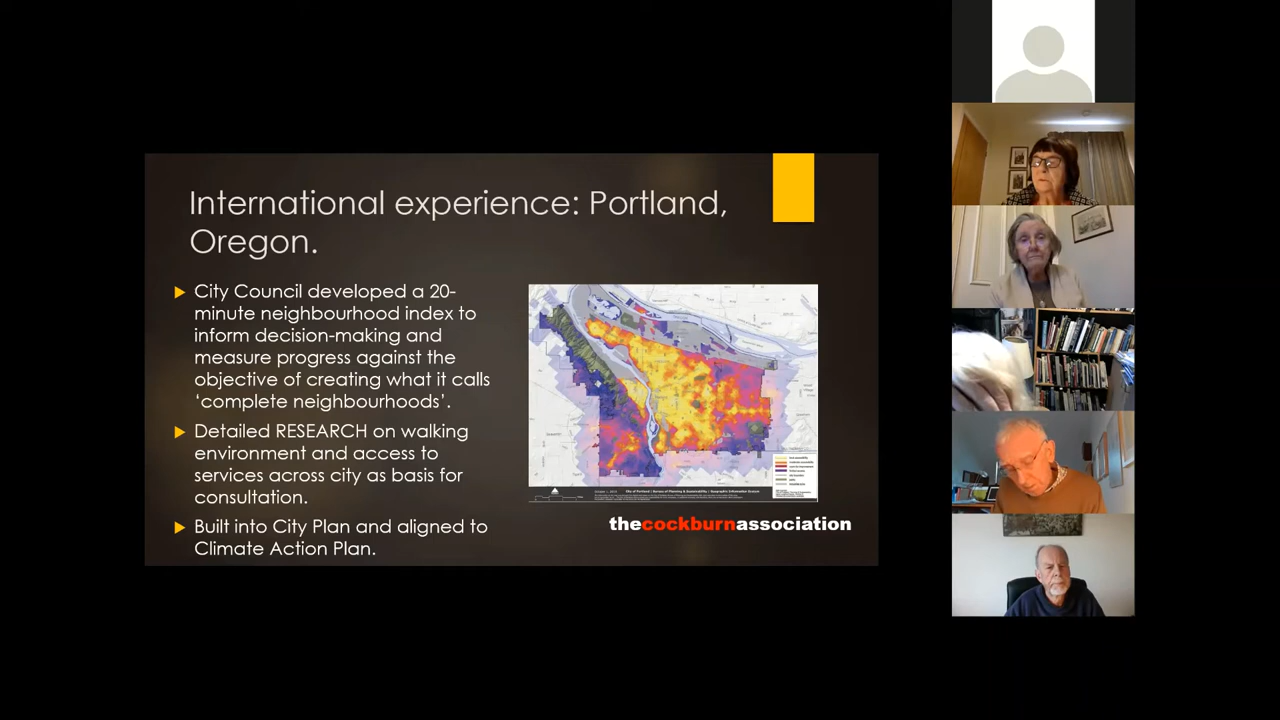 International experience: Portland,
Oregon.
City Council developed a 20-
minute neighbourhood index to
inform decision-making and
measure progress against the
objective of creating what it calls
‘complete neighbourhoods’.
Detailed RESEARCH on walking
environment and access to
services across city as basis for
consultation.
Built into City Plan and aligned to
Climate Action Plan.
thecockburnassociation